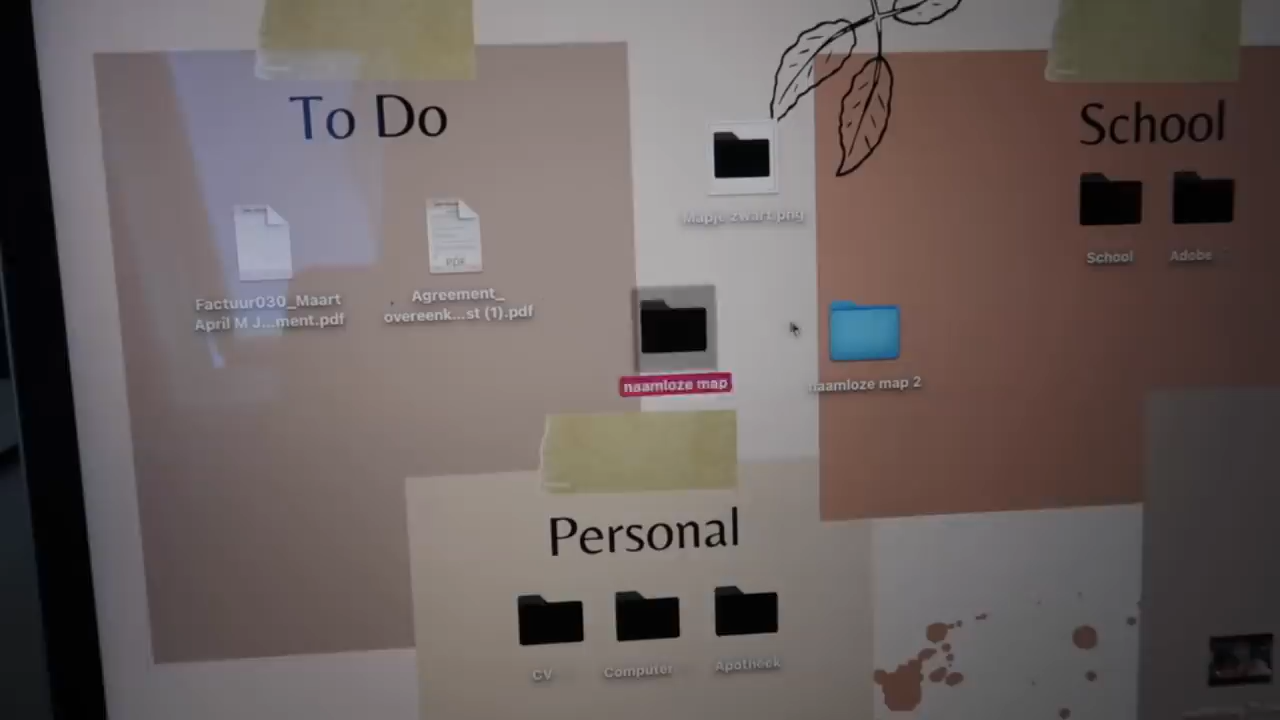 To Do
School
Mapje zwart.png
School
Adobe
Factuur030_Maart
April M J...ment.pdf
PDF
Agreement_
overeenk...st (1).pdf
naamloze map
naamloze map 2
Personal
CV
Computer
Apotheek